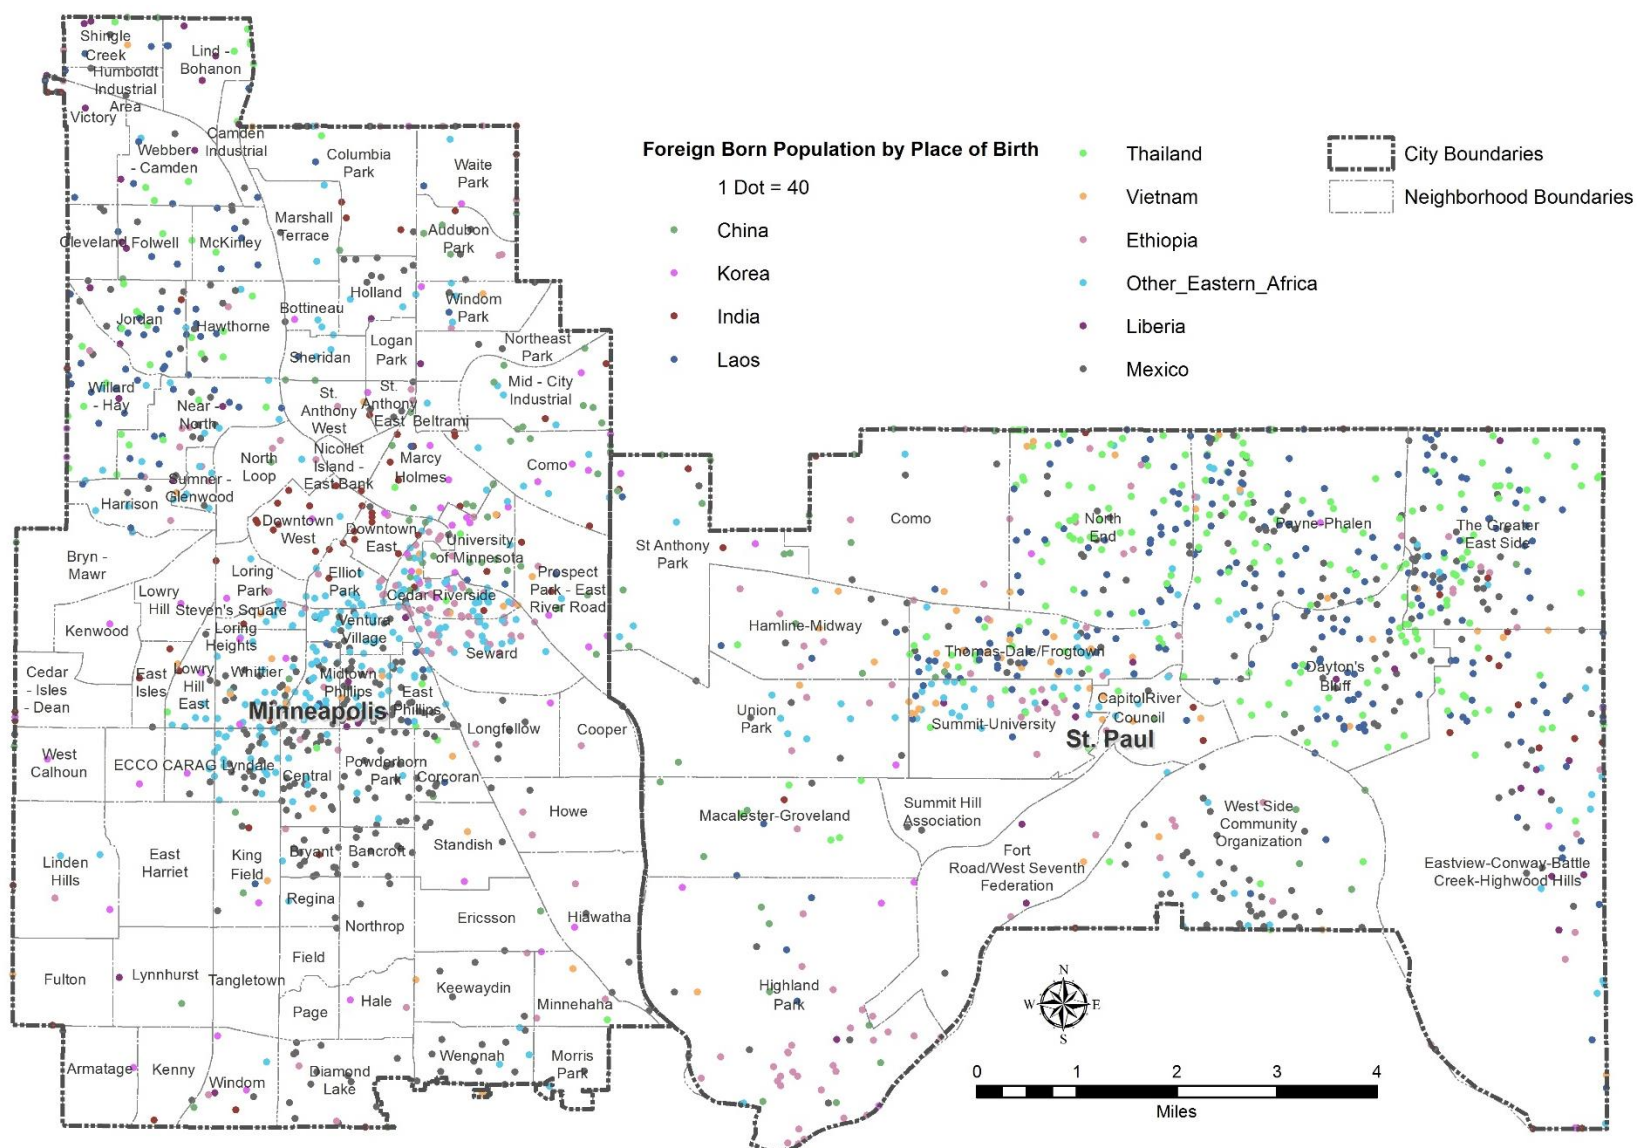 Shingle
Creek
Lind -
Bohanon
Humboldt
Industrial
Area
Victory
Camden
Industrial
Webber
- Camden
Columbia
Park
Waite
Park
Marshall
Terrace
Audubon
Park
Cleveland
Folwell
McKinley
Holland
Bottineau
Windom
Park
Jordan
Hawthorne
Sheridan
Logan
Park
Northeast
Park
Mid - City
Industrial
Willard
- Hay
Near -
North
St.
Anthony
West
St.
Anthony
East
Beltrami
Nicollet
Island -
East Bank
Marcy
Holmes
Como
North
Loop
Sumner -
Glenwood
Harrison
Downtown
West
Downtown
East
University
of Minnesota
Bryn -
Mawr
Loring
Park
Elliot
Park
Cedar Riverside
Prospect
Park - East
River Road
Lowry
Hill
Steven's Square
Loring
Heights
Ventura
Village
Seward
Kenwood
Cedar
- Isles
- Dean
East
Isles
Lowry
Hill
East
Whittier
Midtown
Phillips
East
Phillips
Minneapolis
Longfellow
Cooper
West
Calhoun
ECCO
CARAG
Lyndale
Central
Powderhorn
Park
Corcoran
Howe
Linden
Hills
East
Harriet
King
Field
Bryant
Bancroft
Standish
Regina
Northrop
Ericsson
Hiawatha
Field
Fulton
Lynnhurst
Tangletown
Page
Hale
Keewaydin
Minnehaha
Armatage
Kenny
Windom
Diamond
Lake
Wenonah
Morris
Park
Foreign Born Population by Place of Birth
1 Dot = 40
China
Korea
India
Laos
Thailand
Vietnam
Ethiopia
Other_Eastern_Africa
Liberia
Mexico
City Boundaries
Neighborhood Boundaries
St Anthony
Park
Como
North
End
Payne-Phalen
The Greater
East Side
Hamline-Midway
Thomas-Dale/Frogtown
Dayton's
Bluff
Union
Park
Summit-University
CapitolRiver
Council
St. Paul
Macalester-Groveland
Summit Hill
Association
West Side
Community
Organization
Fort
Road/West Seventh
Federation
Eastview-Conway-Battle
Creek-Highwood Hills
Highland
Park
N
W E
S
0 1 2 3 4
Miles